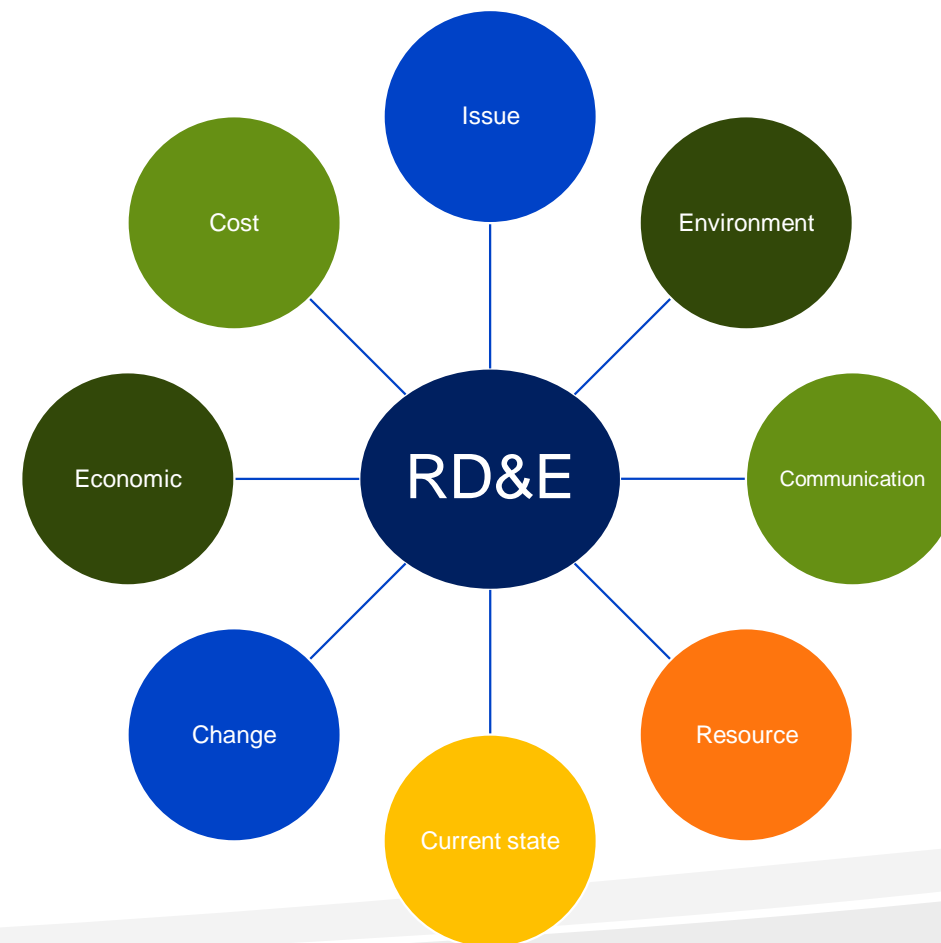 Issue
Cost
Environment
Economic
RD&E
Communication
Change
Resource
Current state